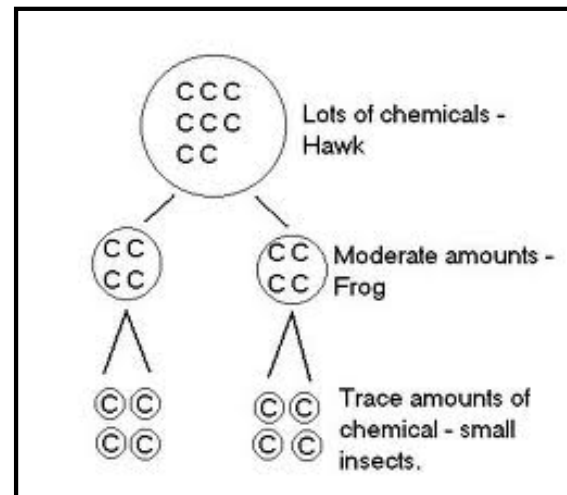 CCC
CCC
CC
Lots of chemicals -
Hawk
CC
CC
CC
CC
Moderate amounts -
Frog
C C
C C
C C
C C
Trace amounts of
chemical - small
insects.